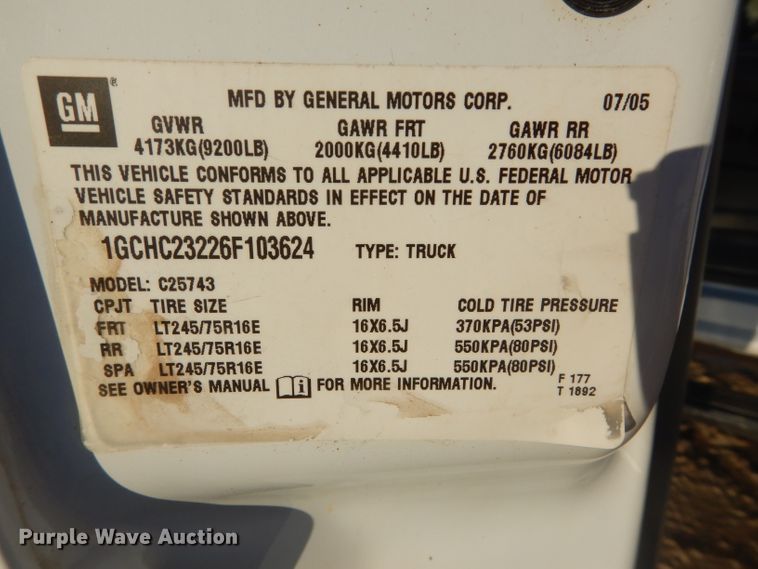 GM ® MFD BY GENERAL MOTORS CORP. 07/05
GVWR GAWR FRT GAWR RR
4173KG(9200LB) 2000KG(4410LB) 2760KG(6084LB)
THIS VEHICLE CONFORMS TO ALL APPLICABLE U.S. FEDERAL MOTOR
VEHICLE SAFETY STANDARDS IN EFFECT ON THE DATE OF
MANUFACTURE SHOWN ABOVE.
1GCHC23226F103624 TYPE: TRUCK
MODEL: C25743
CPJT TIRE SIZE RIM COLD TIRE PRESSURE
FRT LT245/75R16E 16X6.5J 370KPA(53PSI)
RR LT245/75R16E 16X6.5J 550KPA(80PSI)
SPA LT245/75R16E 16X6.5J 550KPA(80PSI)
SEE OWNER'S MANUAL i FOR MORE INFORMATION. F 177
T 1892
Purple Wave Auction